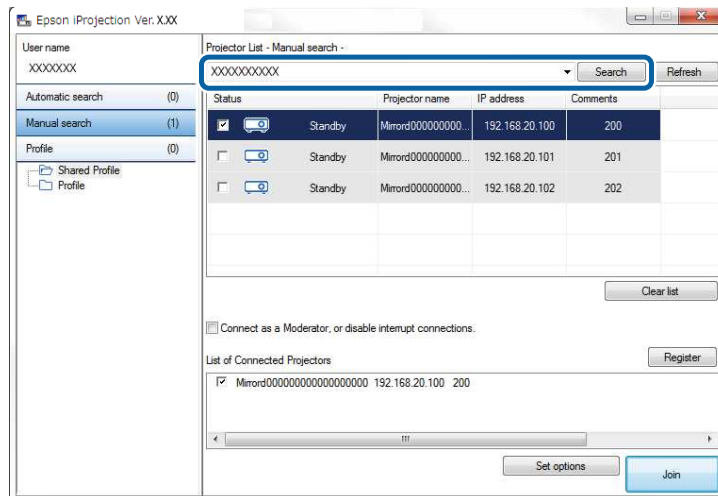 Epson iProjection Ver. X.XX
User name
XXXXXXX
Automatic search (0)
Manual search (1)
Profile (0)
Shared Profile
Profile
Projector List - Manual search -
XXXXXXXXXX Search Refresh
Status Projector name IP address Comments
Standby Mirrord000000000... 192.168.20.100 200
Standby Mirrord000000000... 192.168.20.101 201
Standby Mirrord000000000... 192.168.20.102 202
Clear list
Connect as a Moderator, or disable interrupt connections.
List of Connected Projectors Register
Mirrord000000000000000000 192.168.20.100 200
Set options Join